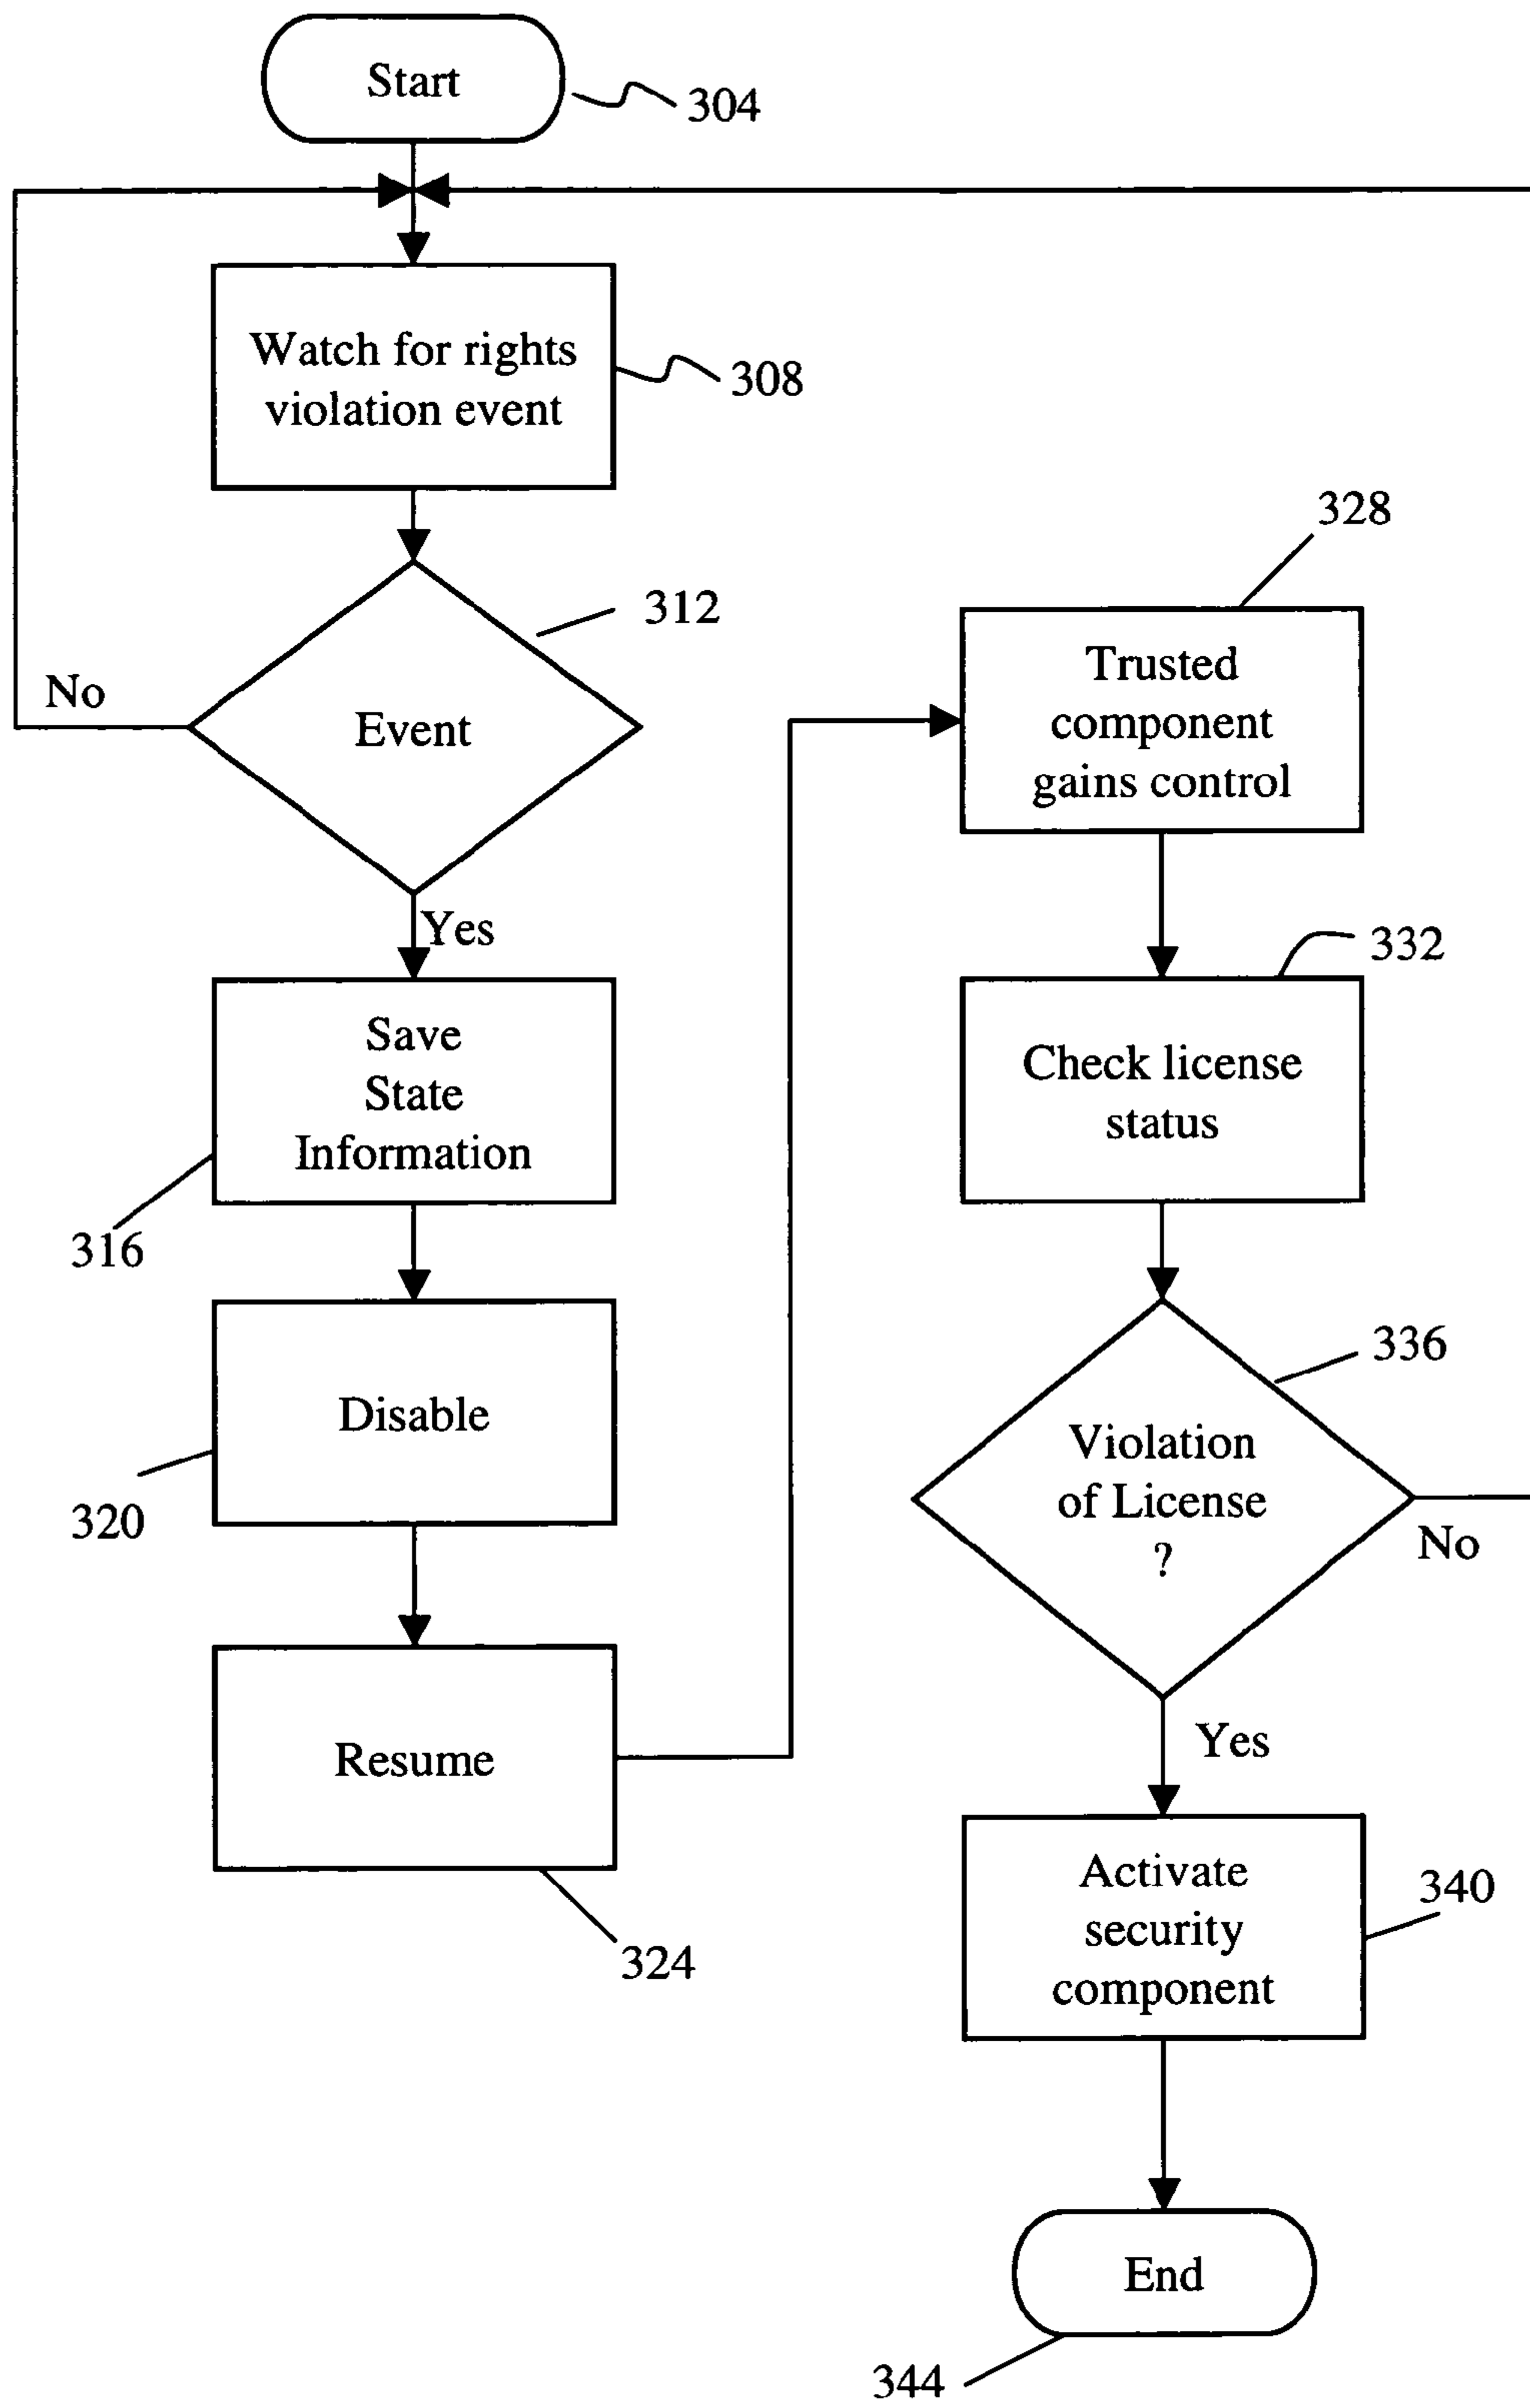 Start
304
Watch for rights
violation event
308
312
No
Event
Yes
Save
State
Information
316
Disable
320
Resume
324
328
Trusted
component
gains control
332
Check license
status
336
Violation
of License
?
No
Yes
Activate
security
component
340
End
344